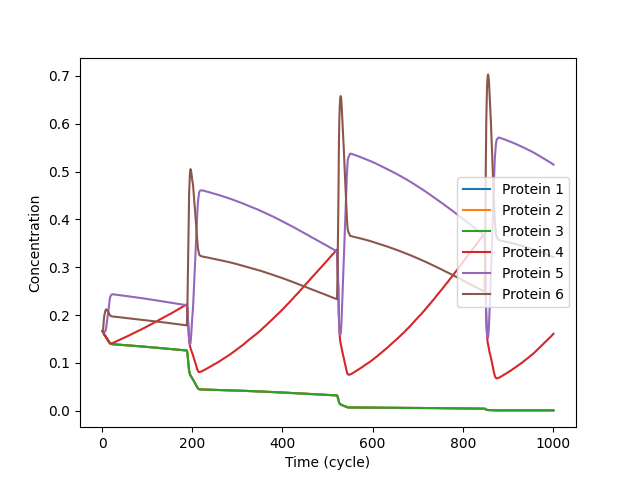 0.7
0.6
0.5
0.4
0.3
0.2
0.1
0.0
Concentration
Protein 1
Protein 2
Protein 3
Protein 4
Protein 5
Protein 6
0 200 400 600 800 1000
Time (cycle)